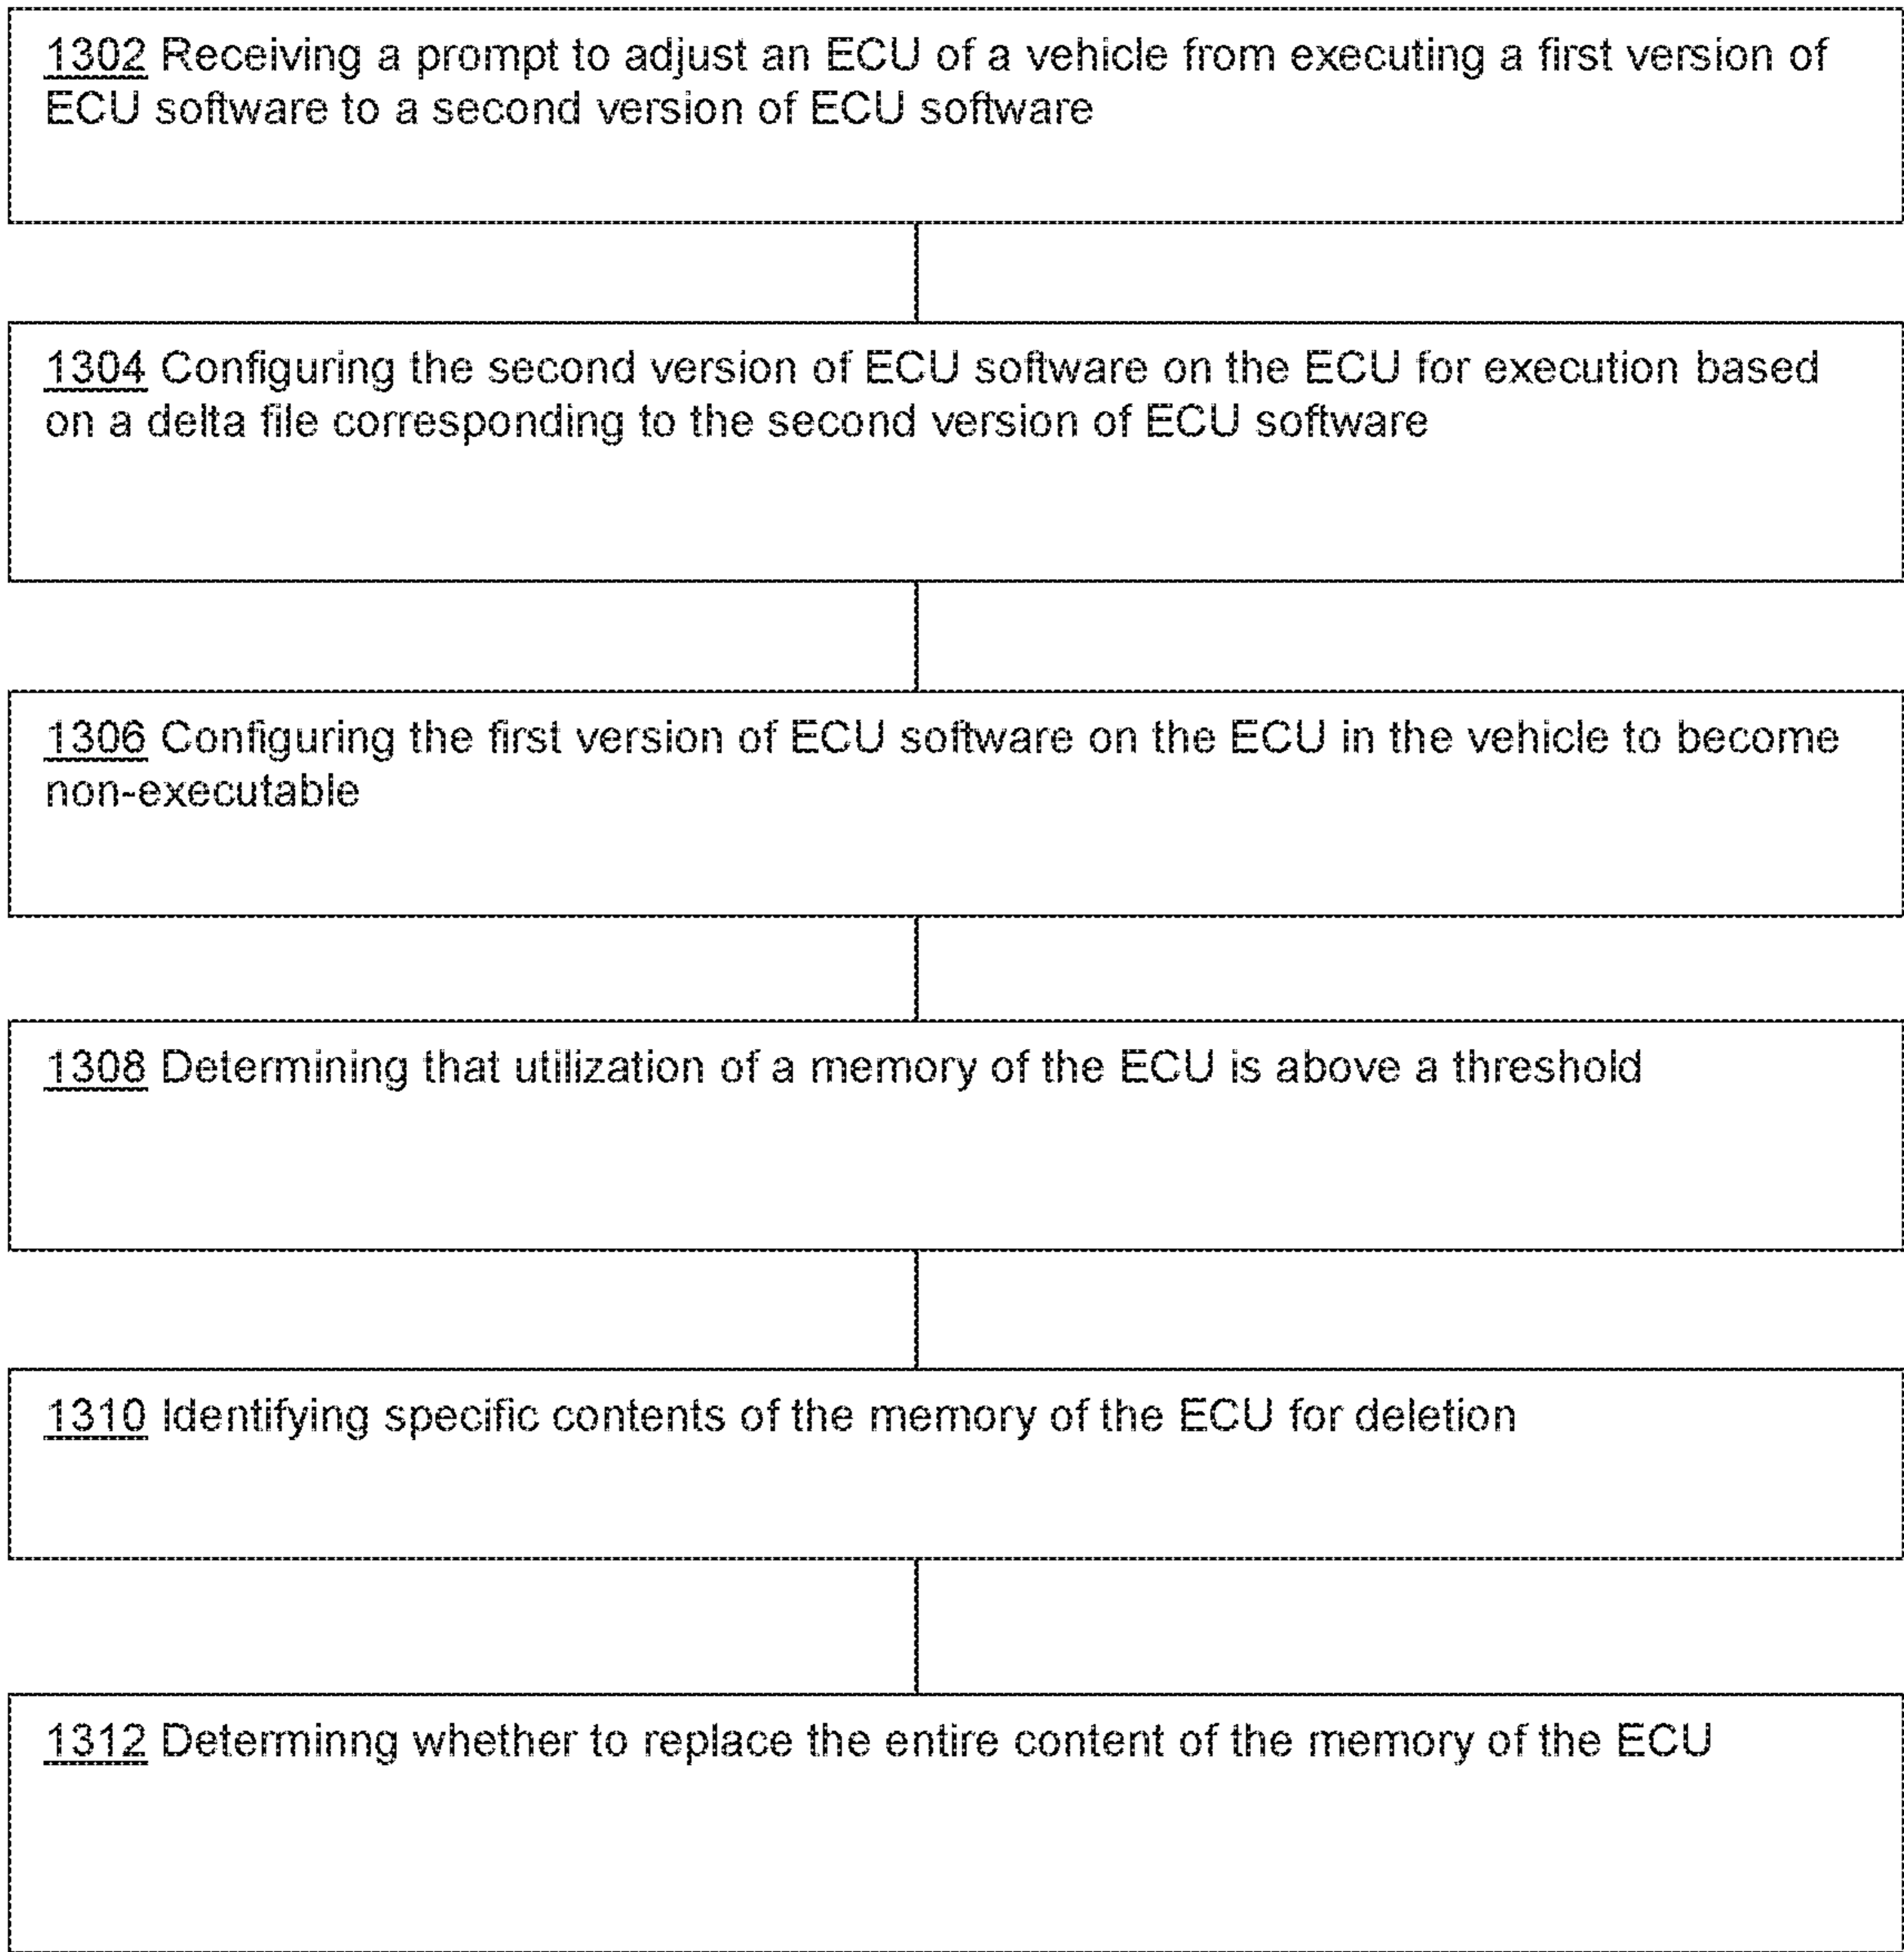 1302 Receiving a prompt to adjust an ECU of a vehicle from executing a first version of
ECU software to a second version of ECU software
1304 Configuring the second version of ECU software on the ECU for execution based
on a delta file corresponding to the second version of ECU software
1306 Configuring the first version of ECU software on the ECU in the vehicle to become
non-executable
1308 Determining that utilization of a memory of the ECU is above a threshold
1310 Identifying specific contents of the memory of the ECU for deletion
1312 Determinng whether to replace the entire content of the memory of the ECU